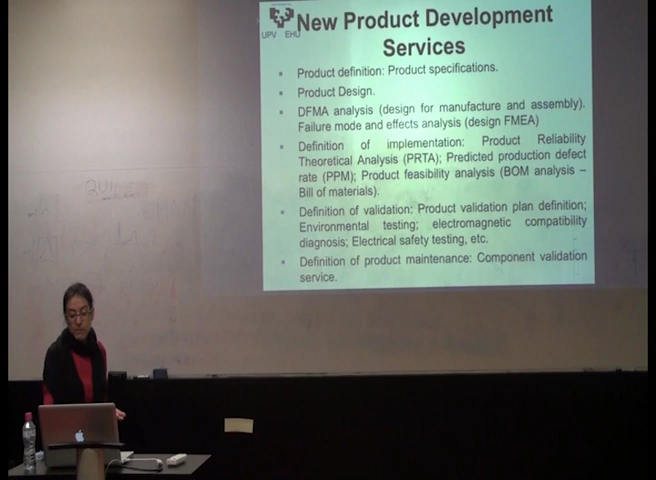 UPV EHU
New Product Development
Services
Product definition: Product specifications.
Product Design.
DFMA analysis (design for manufacture and assembly).
Failure mode and effects analysis (design FMEA)
Definition of implementation: Product Reliability
Theoretical Analysis (PRTA); Predicted production defect
rate (PPM); Product feasibility analysis (BOM analysis –
Bill of materials).
Definition of validation: Product validation plan definition;
Environmental testing; electromagnetic compatibility
diagnosis; Electrical safety testing, etc.
Definition of product maintenance: Component validation
service.